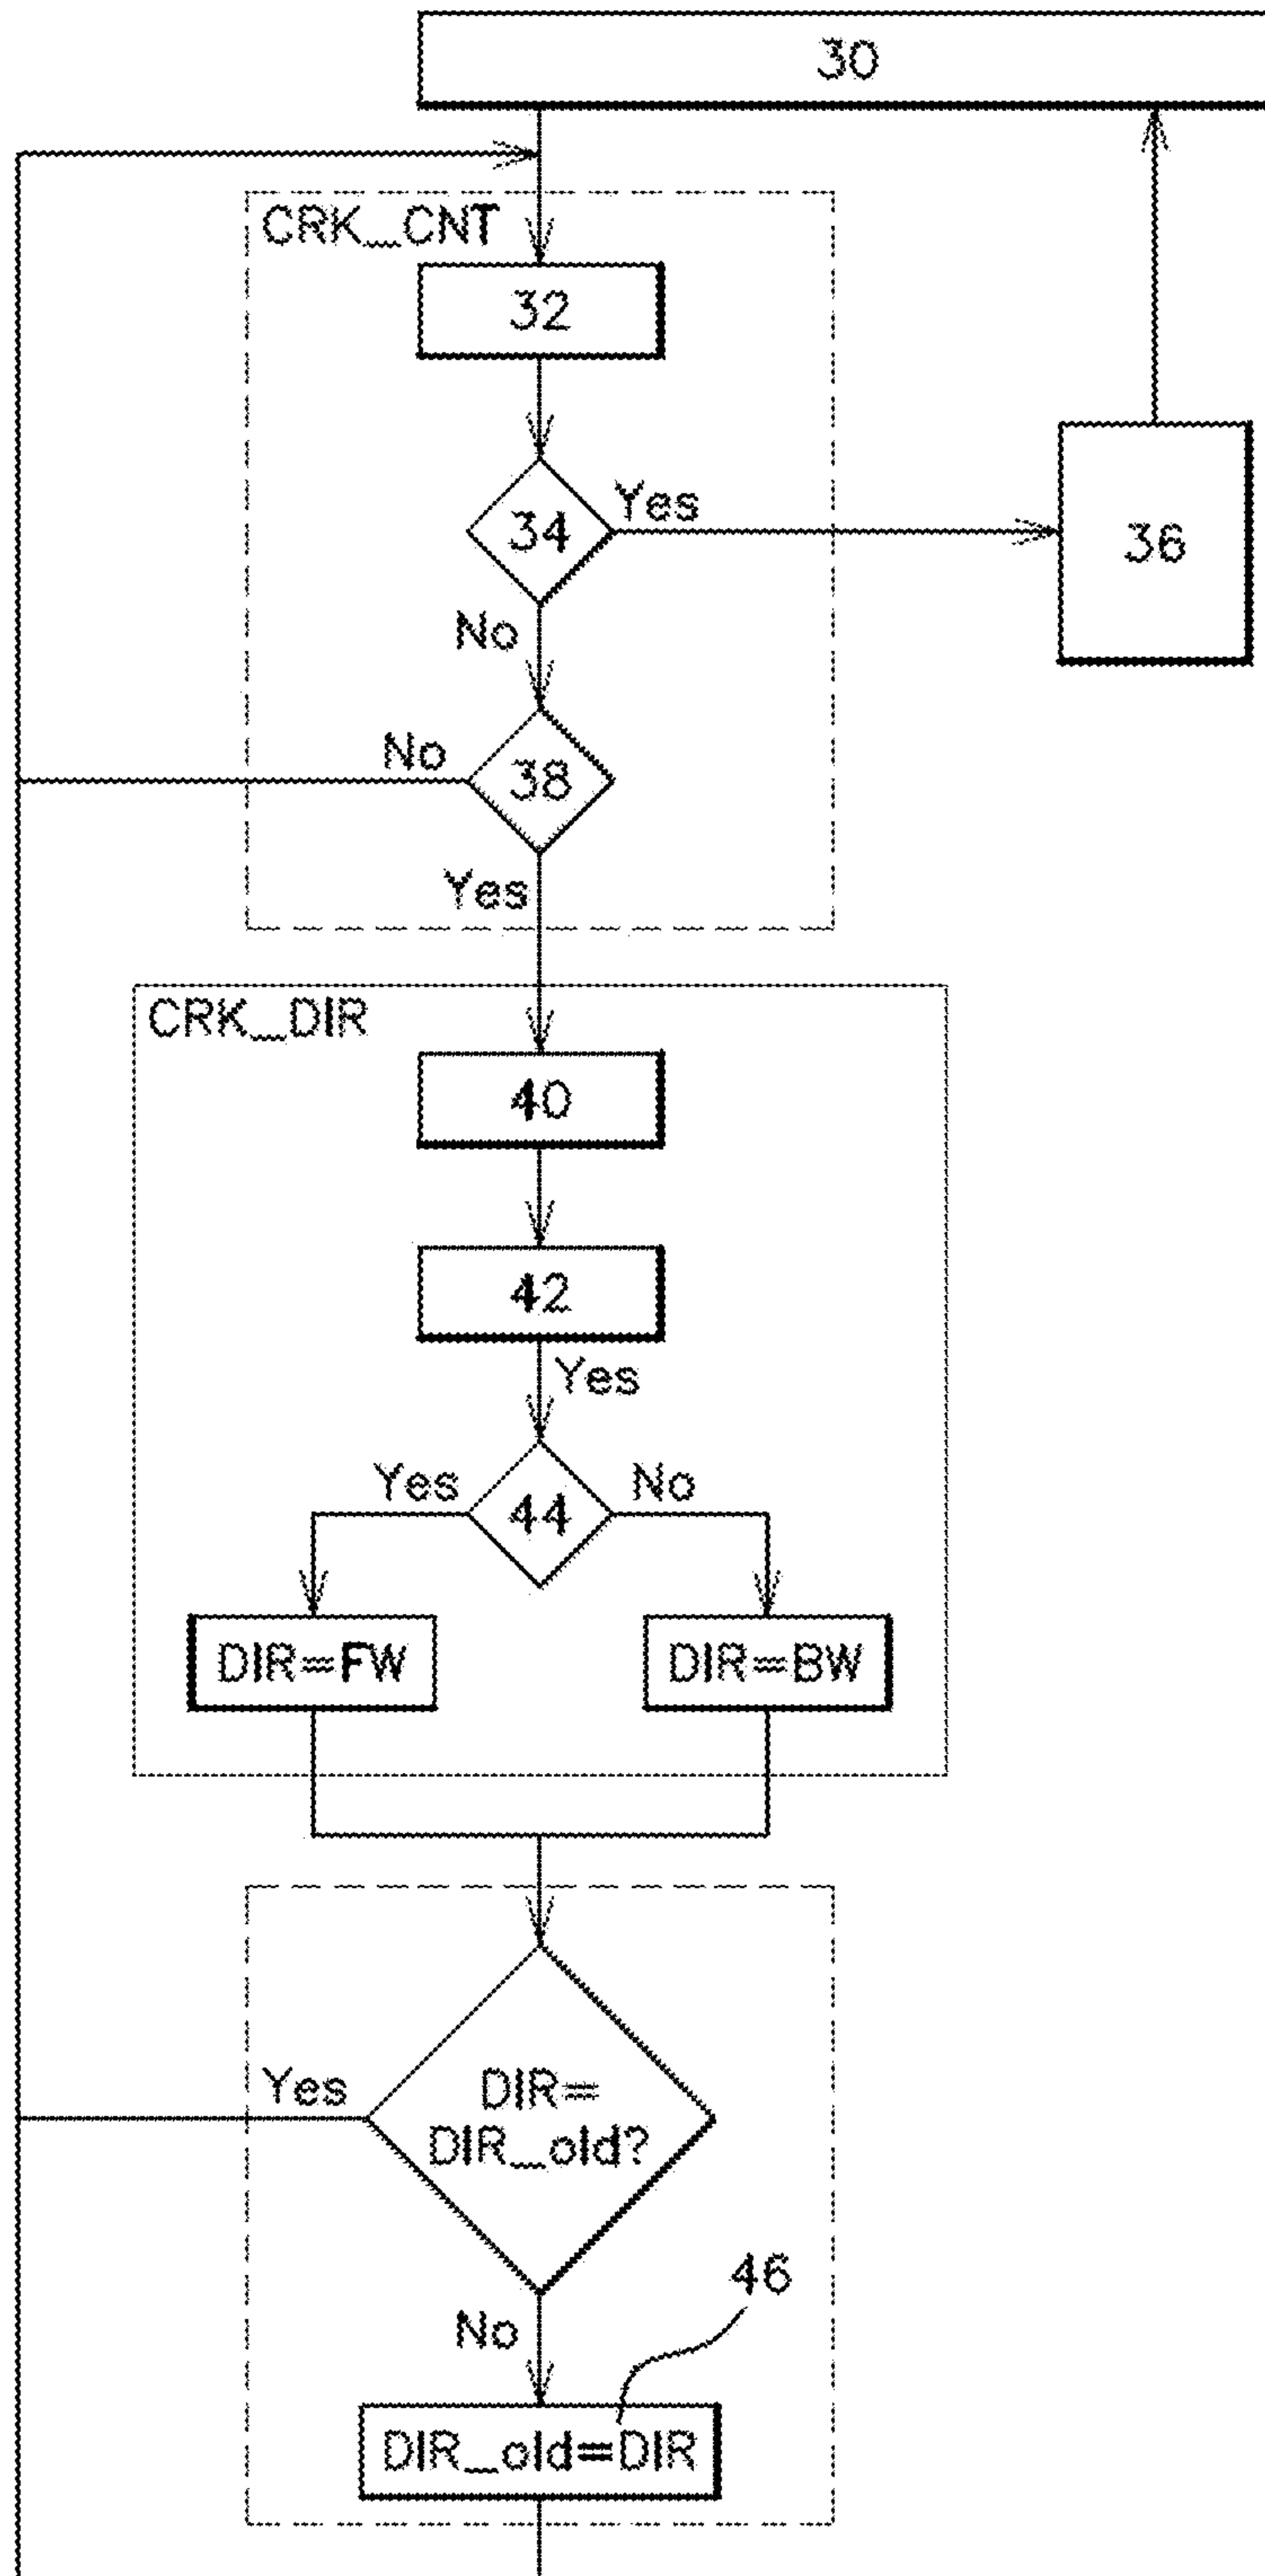 30
CRK_CNT
32
34
Yes
36
No
No
38
Yes
CRK_DIR
40
42
Yes
Yes
No
44
DIR=FW
DIR=BW
Yes
DIR=
DIR_old?
46
No
DIR_old=DIR